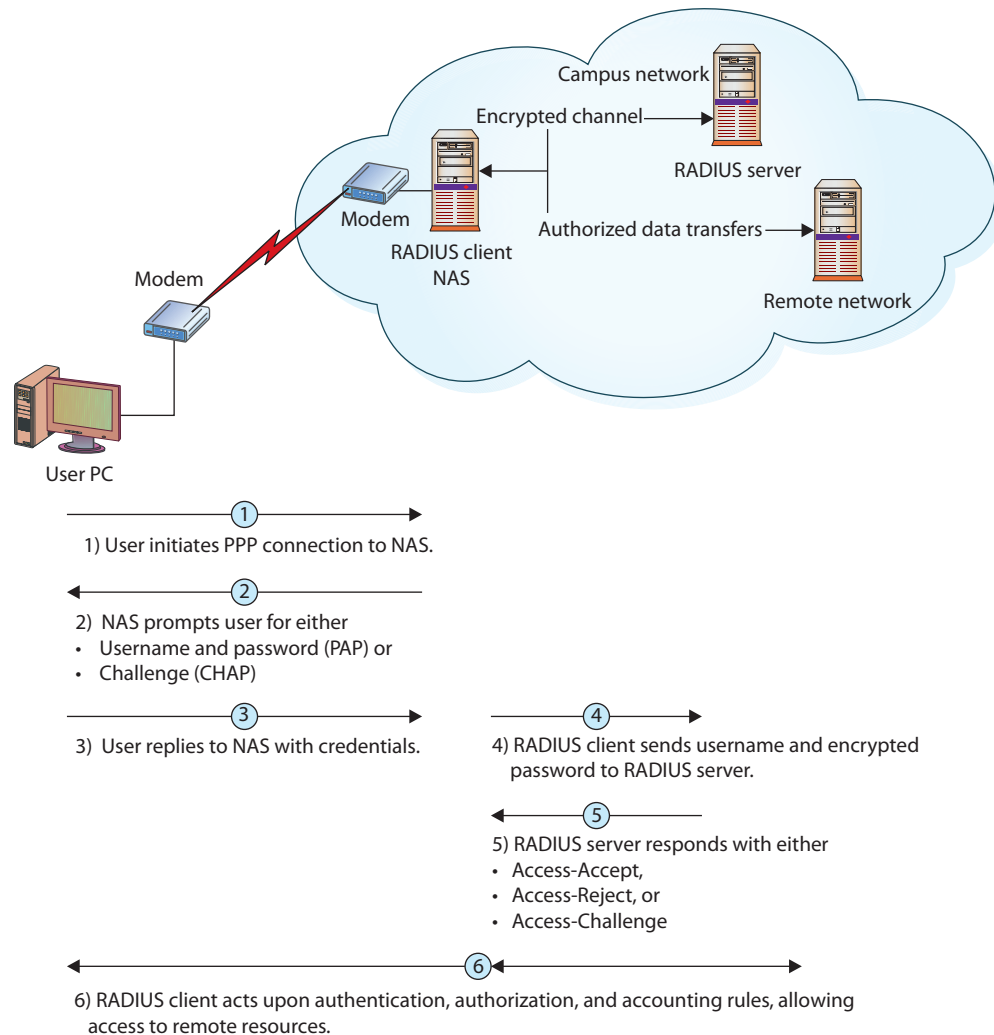 Campus network
Encrypted channel
RADIUS server
Modem
RADIUS client
NAS
Authorized data transfers
Remote network
Modem
User PC
1
1) User initiates PPP connection to NAS.
2
2) NAS prompts user for either
• Username and password (PAP) or
• Challenge (CHAP)
3
3) User replies to NAS with credentials.
4
4) RADIUS client sends username and encrypted
password to RADIUS server.
5
5) RADIUS server responds with either
• Access-Accept,
• Access-Reject, or
• Access-Challenge
6
6) RADIUS client acts upon authentication, authorization, and accounting rules, allowing
access to remote resources.